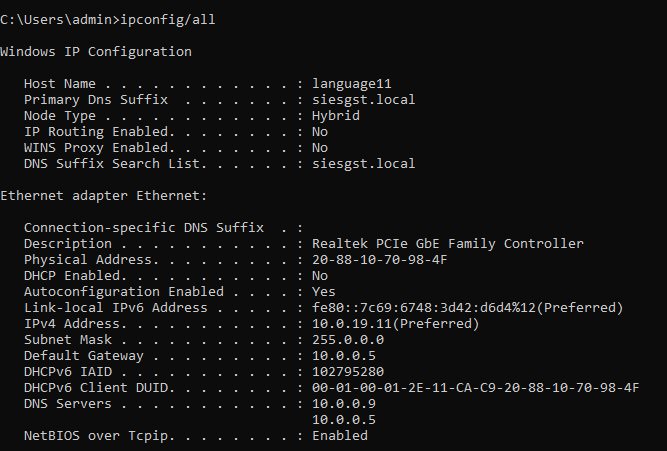 C:\Users\admin>ipconfig/all
Windows IP Configuration
Host Name . . . . . . . . . . . . : language11
Primary Dns Suffix  . . . . . . . : siesgst.local
Node Type . . . . . . . . . . . . : Hybrid
IP Routing Enabled. . . . . . . . : No
WINS Proxy Enabled. . . . . . . . : No
DNS Suffix Search List. . . . . . : siesgst.local
Ethernet adapter Ethernet:
Connection-specific DNS Suffix  . :
Description . . . . . . . . . . . : Realtek PCIe GbE Family Controller
Physical Address. . . . . . . . . : 20-88-10-70-98-4F
DHCP Enabled. . . . . . . . . . . : No
Autoconfiguration Enabled . . . . : Yes
Link-local IPv6 Address . . . . . : fe80::7c69:6748:3d42:d6d4%12(Preferred)
IPv4 Address. . . . . . . . . . . : 10.0.19.11(Preferred)
Subnet Mask . . . . . . . . . . . : 255.0.0.0
Default Gateway . . . . . . . . . : 10.0.0.5
DHCPv6 IAID . . . . . . . . . . . : 102795280
DHCPv6 Client DUID. . . . . . . . : 00-01-00-01-2E-11-CA-C9-20-88-10-70-98-4F
DNS Servers . . . . . . . . . . . : 10.0.0.9
10.0.0.5
NetBIOS over Tcpip. . . . . . . . : Enabled